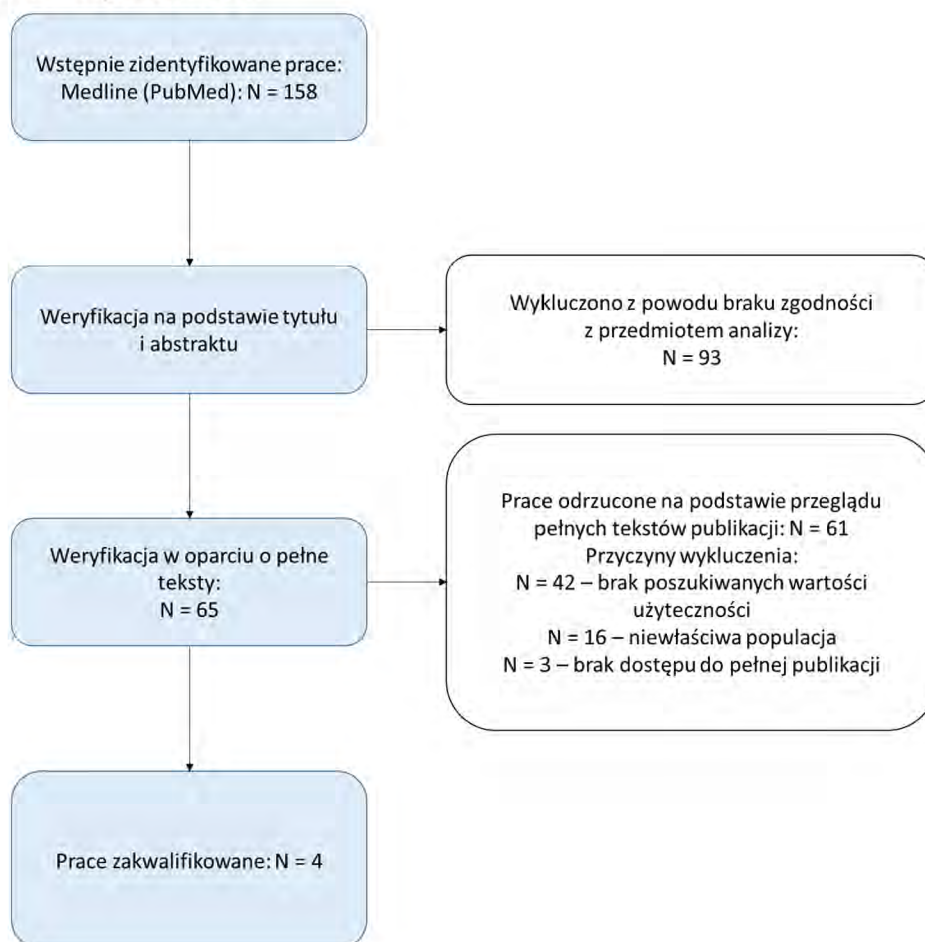 Wstępnie zidentyfikowane prace:
Medline (PubMed): N = 158
Weryfikacja na podstawie tytułu
i abstraktu
Wykluczono z powodu braku zgodności
z przedmiotem analizy:
N = 93
Weryfikacja w oparciu o pełne
teksty:
N = 65
Prace odrzucone na podstawie przeglądu
pełnych tekstów publikacji: N = 61
Przyczyny wykluczenia:
N = 42 – brak poszukiwanych wartości
użyteczności
N = 16 – niewłaściwa populacja
N = 3 – brak dostępu do pełnej publikacji
Prace zakwalifikowane: N = 4